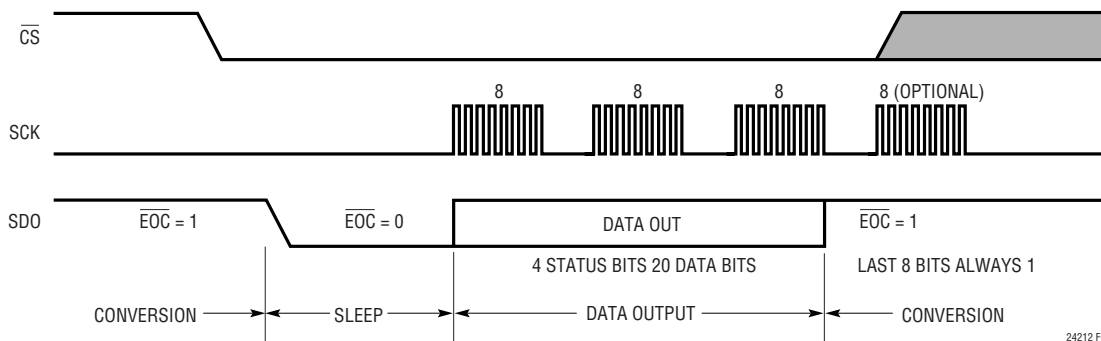 CS
8 8 8 8 (OPTIONAL)
SCK
SDO EOC = 1 EOC = 0 DATA OUT EOC = 1
4 STATUS BITS 20 DATA BITS LAST 8 BITS ALWAYS 1
CONVERSION SLEEP DATA OUTPUT CONVERSION
24212 F